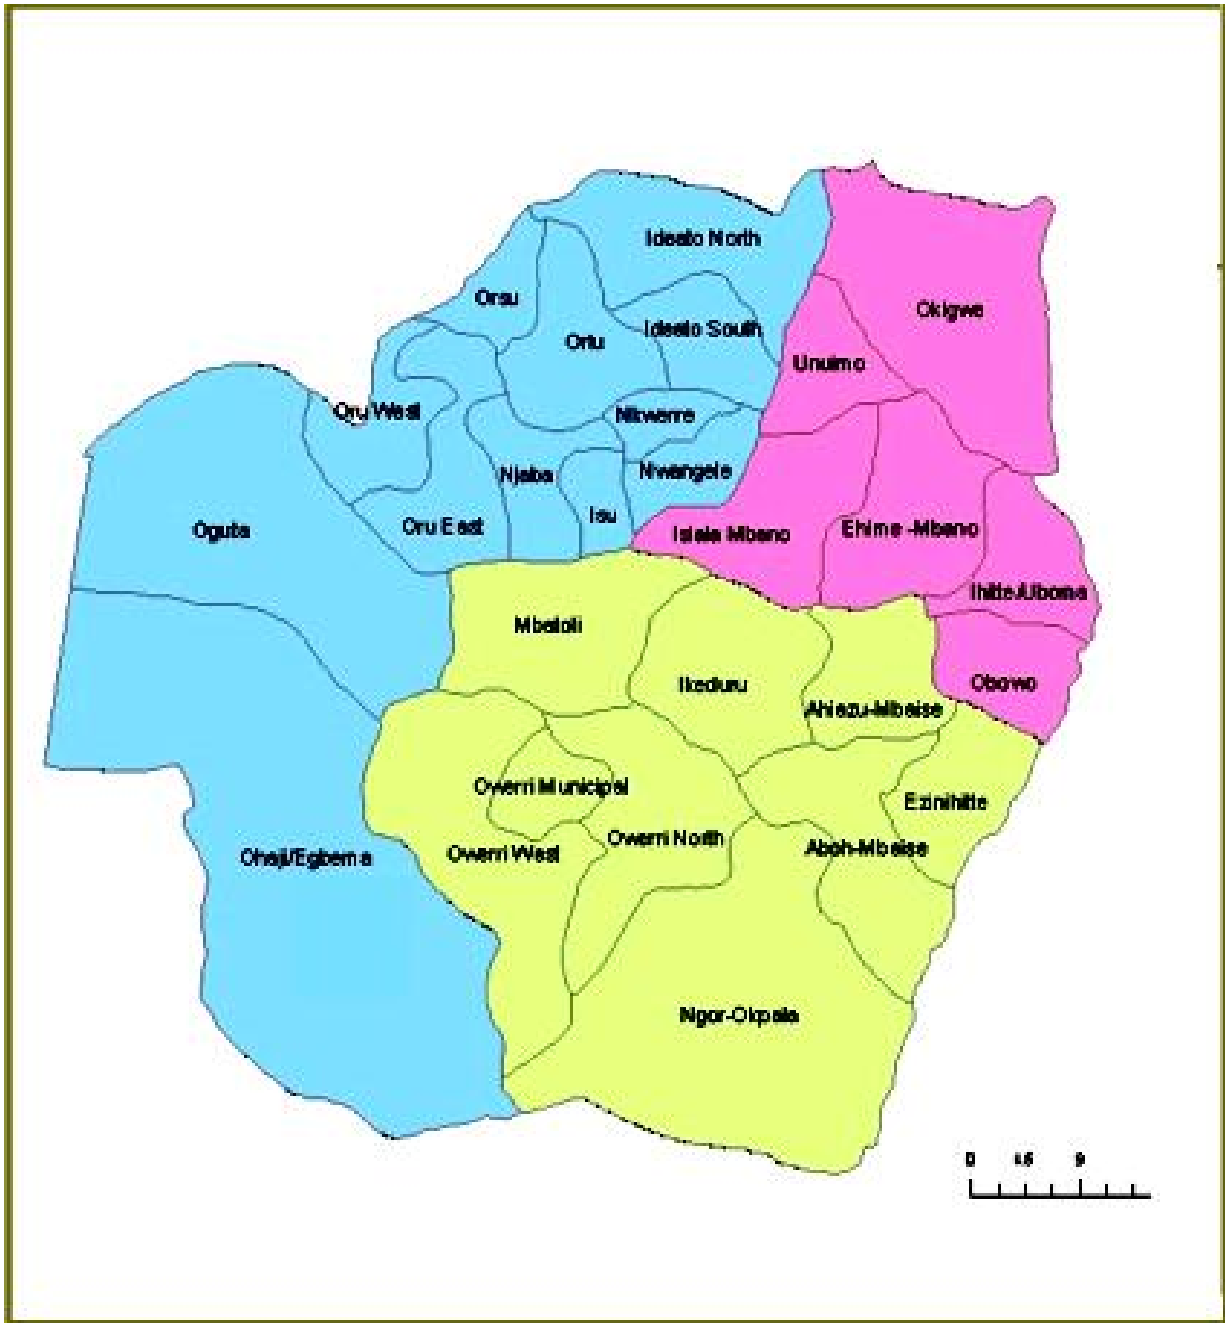 Ideato North
Orsu
Okigwe
Orlu
Ideato South
Unuimo
Oru West
Nkwerre
Njaba
Nwangele
Isu
Oguta
Oru East
Isiala Mbano
Ehime -Mbano
Ihitte
Mbaitoli
Ikeduru
Obowo
Ahiazu-Mbaise
Owerri Municipal
Ezinihitte
Owerri North
Owerri West
Aboh-Mbaise
Ohaji/Egbema
Ngor-Okpala
0 4.5 9